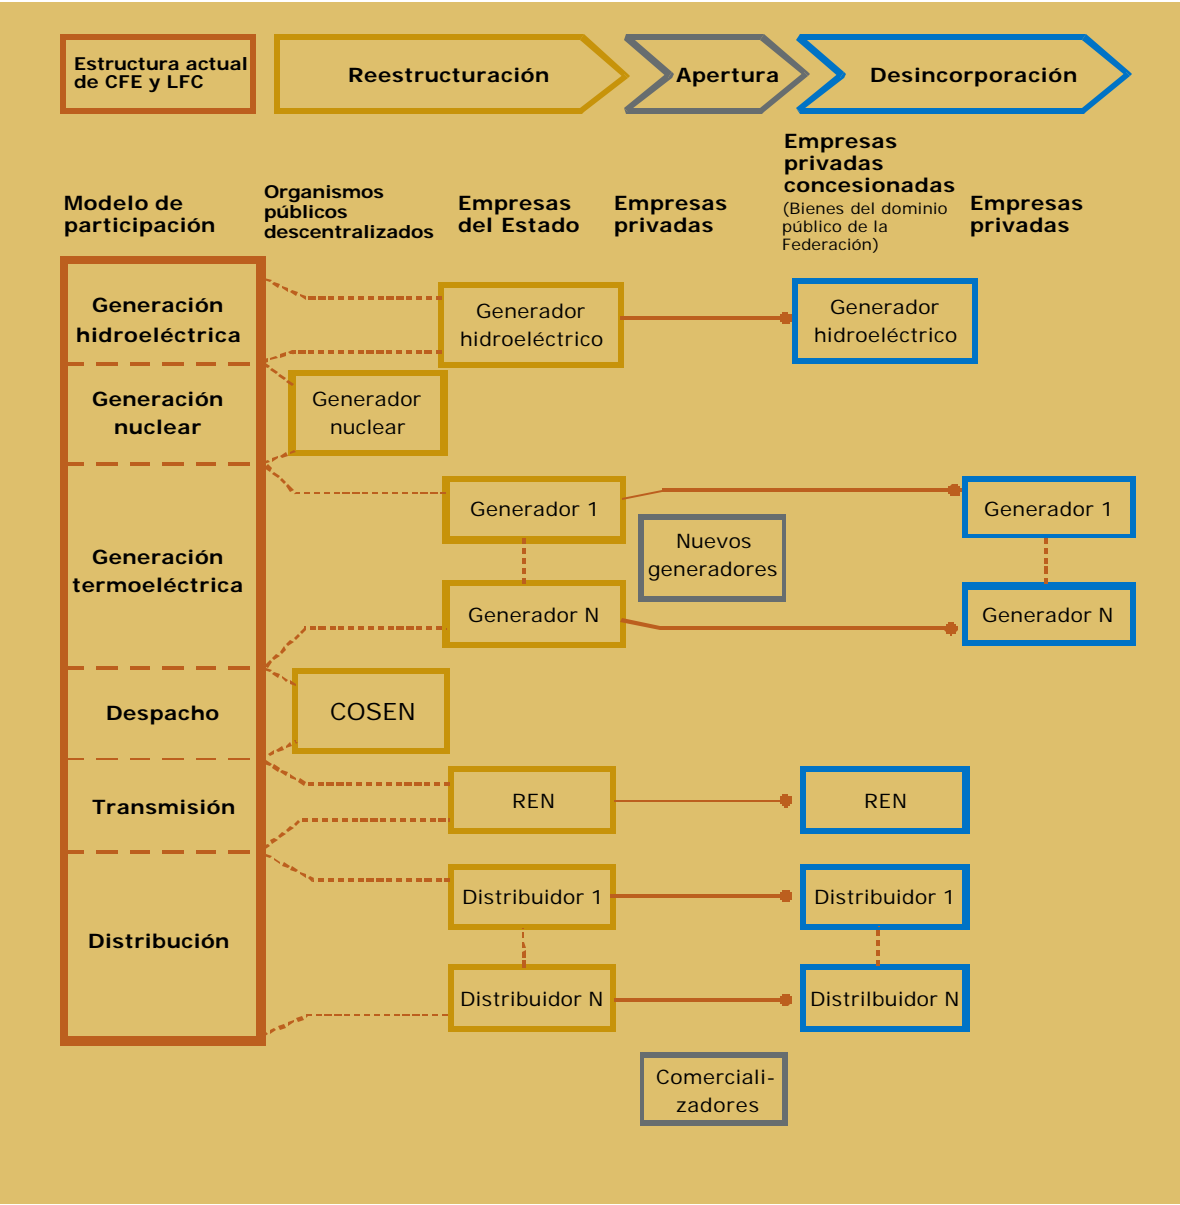 Estructura actual
de CFE y LFC
Reestructuración
Apertura
Desincorporación
Modelo de
participación
Organismos
públicos
descentralizados
Empresas
del Estado
Empresas
privadas
Empresas
privadas
concesionadas
(Bienes del dominio
público de la
Federación)
Empresas
privadas
Generación
hidroeléctrica
Generador
hidroeléctrico
Generador
hidroeléctrico
Generación
nuclear
Generador
nuclear
Generación
termoeléctrica
Generador 1
Nuevos
generadores
Generador 1
Generador N
Generador N
Despacho
COSEN
Transmisión
REN
REN
Distribución
Distribuidor 1
Distribuidor 1
Distribuidor N
Distrilbuidor N
Comerciali-
zadores